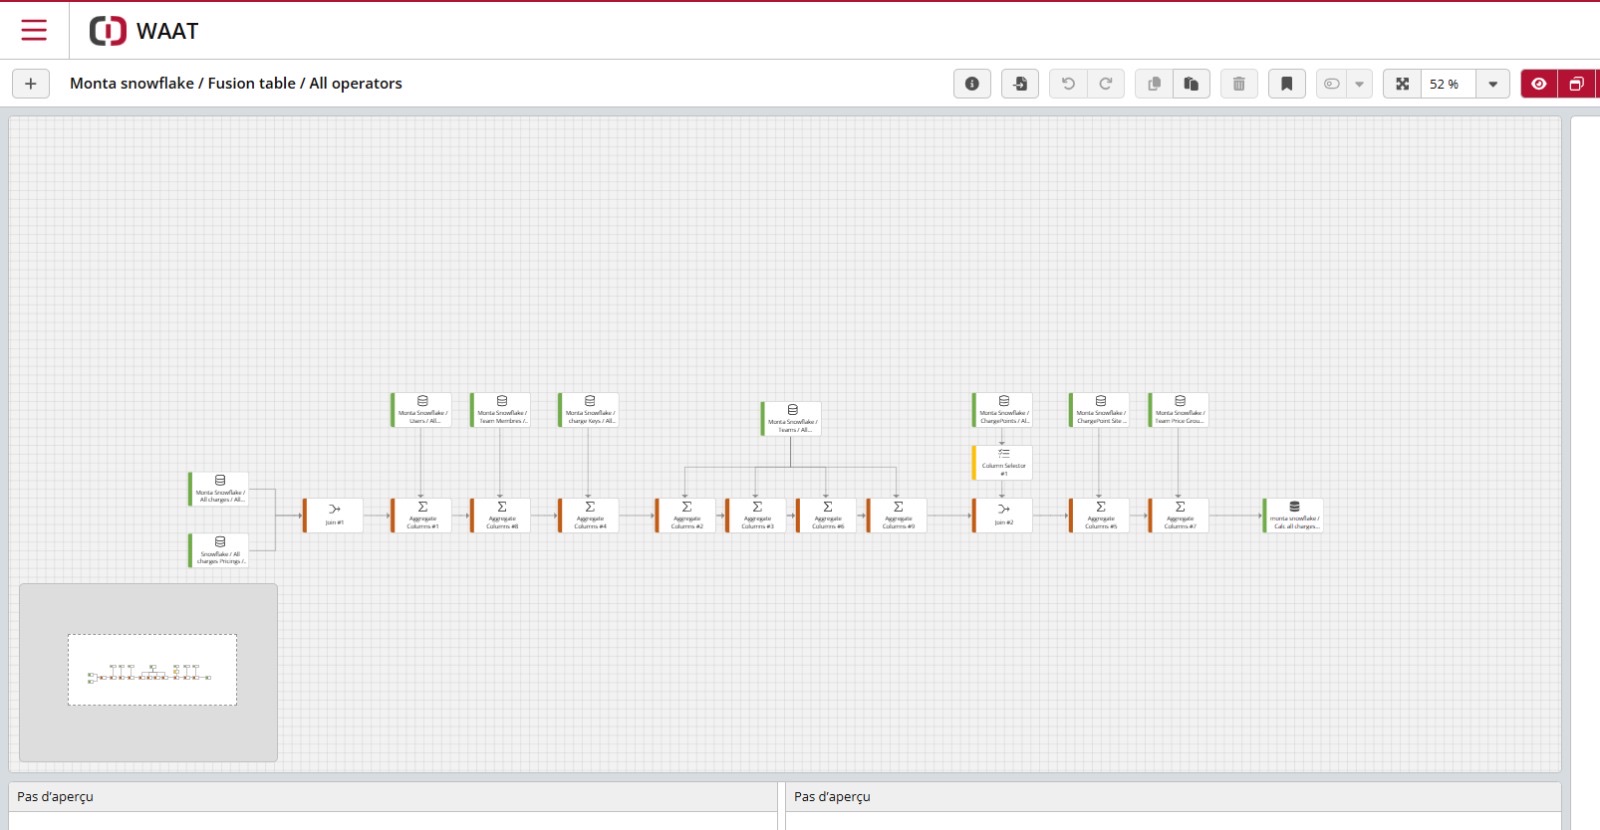 WAAT
Monta snowflake / Fusion table / All operators
52 %
Monta Snowflake /
Users / All...
Monta Snowflake /
Team Membres /..
Monta Snowflake /
charge Keys / All...
Monta Snowflake /
Teams / All...
Monta Snowflake /
ChargePoints / Al..
Monta Snowflake /
ChargePoint Site ...
Monta Snowflake /
Team Price Grou...
Column Selector
#1
Monta Snowflake /
All charges / All...
Snowflake / All
charges Pricings /..
Join #1
Aggregate
Columns #1
Aggregate
Columns #8
Aggregate
Columns #4
Aggregate
Columns #2
Aggregate
Columns #3
Aggregate
Columns #6
Aggregate
Columns
Join #2
Aggregate
Columns
Aggregate
Columns #7
monta snowflake /
Calc all charges...
Pas d'aperçu
Pas d'aperçu